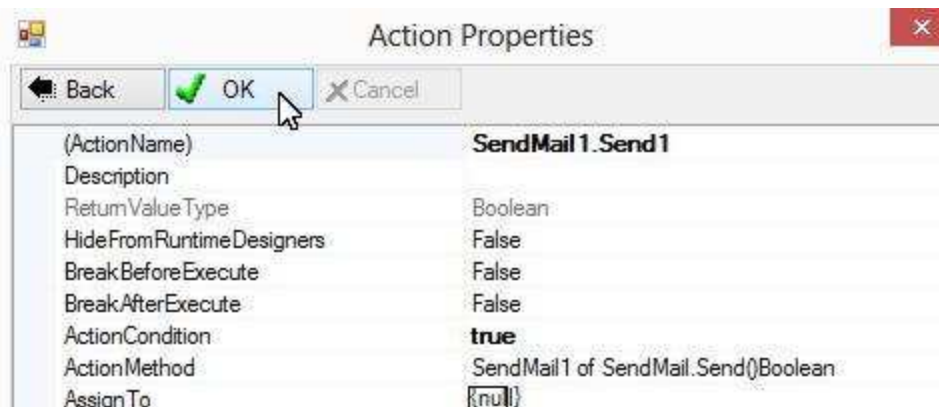 Action Properties
Back OK Cancel
(ActionName) SendMail1.Send1
Description
ReturnValueType Boolean
HideFromRuntimeDesigners False
BreakBeforeExecute False
BreakAfterExecute False
ActionCondition true
ActionMethod SendMail1 of SendMail.Send()Boolean
AssignTo {null}